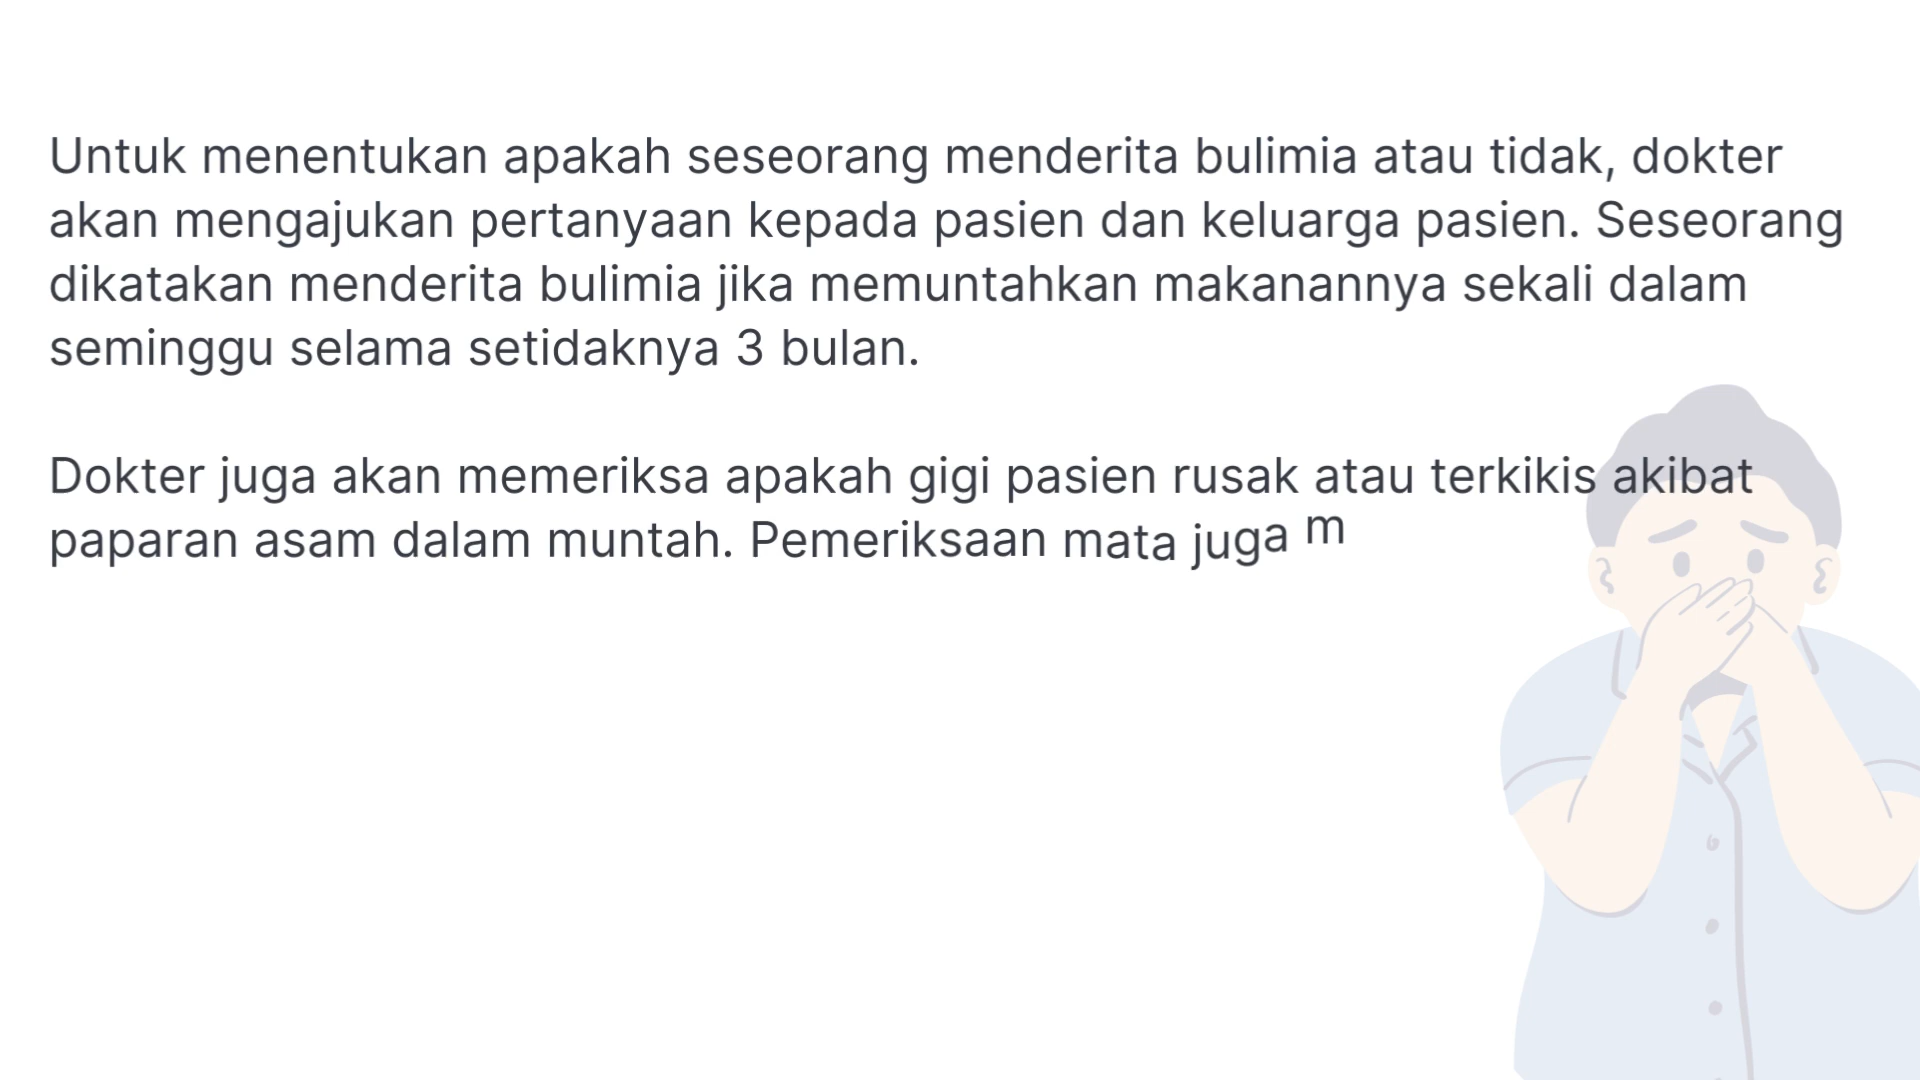 Untuk menentukan apakah seseorang menderita bulimia atau tidak, dokter
akan mengajukan pertanyaan kepada pasien dan keluarga pasien. Seseorang
dikatakan menderita bulimia jika memuntahkan makanannya sekali dalam
seminggu selama setidaknya 3 bulan.
Dokter juga akan memeriksa apakah gigi pasien rusak atau terkikis akibat
paparan asam dalam muntah. Pemeriksaan mata juga m